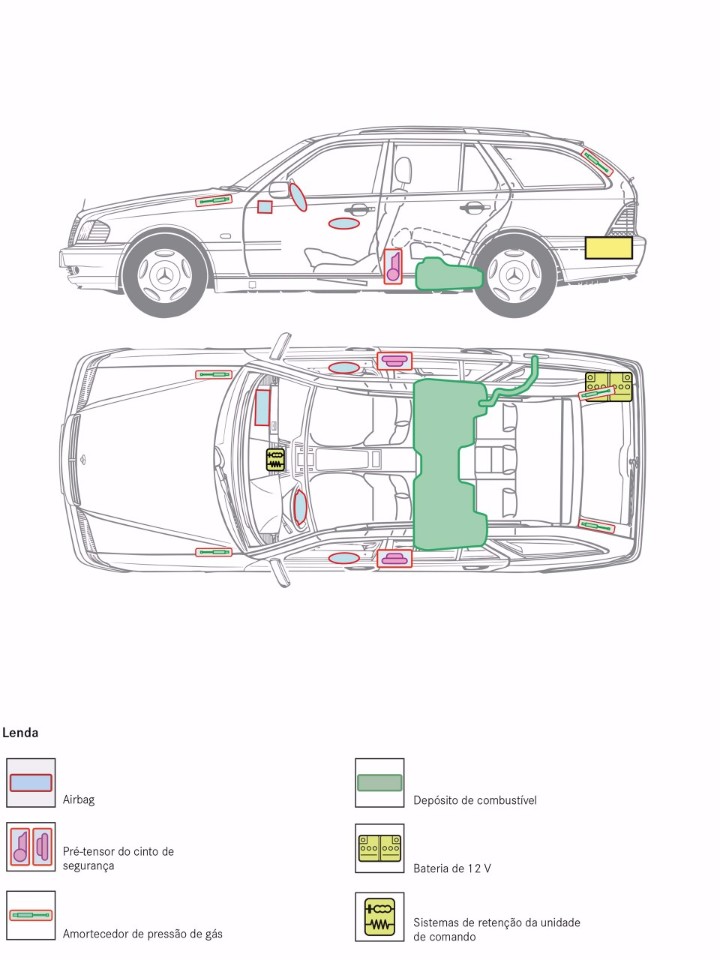 Lenda
Airbag
Depósito de combustível
Pré-tensor do cinto de
segurança
Bateria de 12 V
Amortecedor de pressão de gás
Sistemas de retenção da unidade
de comando